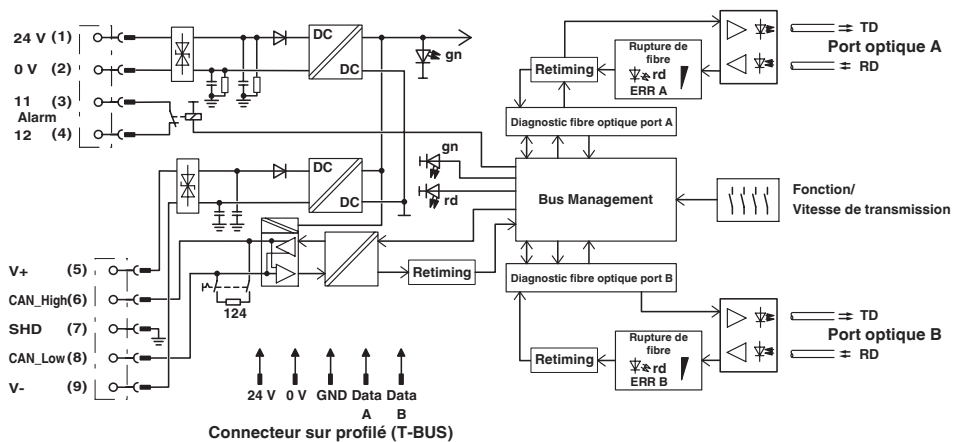 24 V (1)
0 V (2)
11 (3)
Alarm
12 (4)
DC
DC
gn
Retiming
Rupture de
fibre
rd
ERR A
TD
Port optique A
RD
Diagnostic fibre optique port A
DC
DC
gn
rd
Bus Management
Fonction/
Vitesse de transmission
V+ (5)
CAN_High (6)
SHD (7)
CAN_Low (8)
V- (9)
124
Retiming
Diagnostic fibre optique port B
Retiming
Rupture de
fibre
rd
ERR B
TD
Port optique B
RD
24 V 0 V GND Data Data
A B
Connecteur sur profilé (T-BUS)